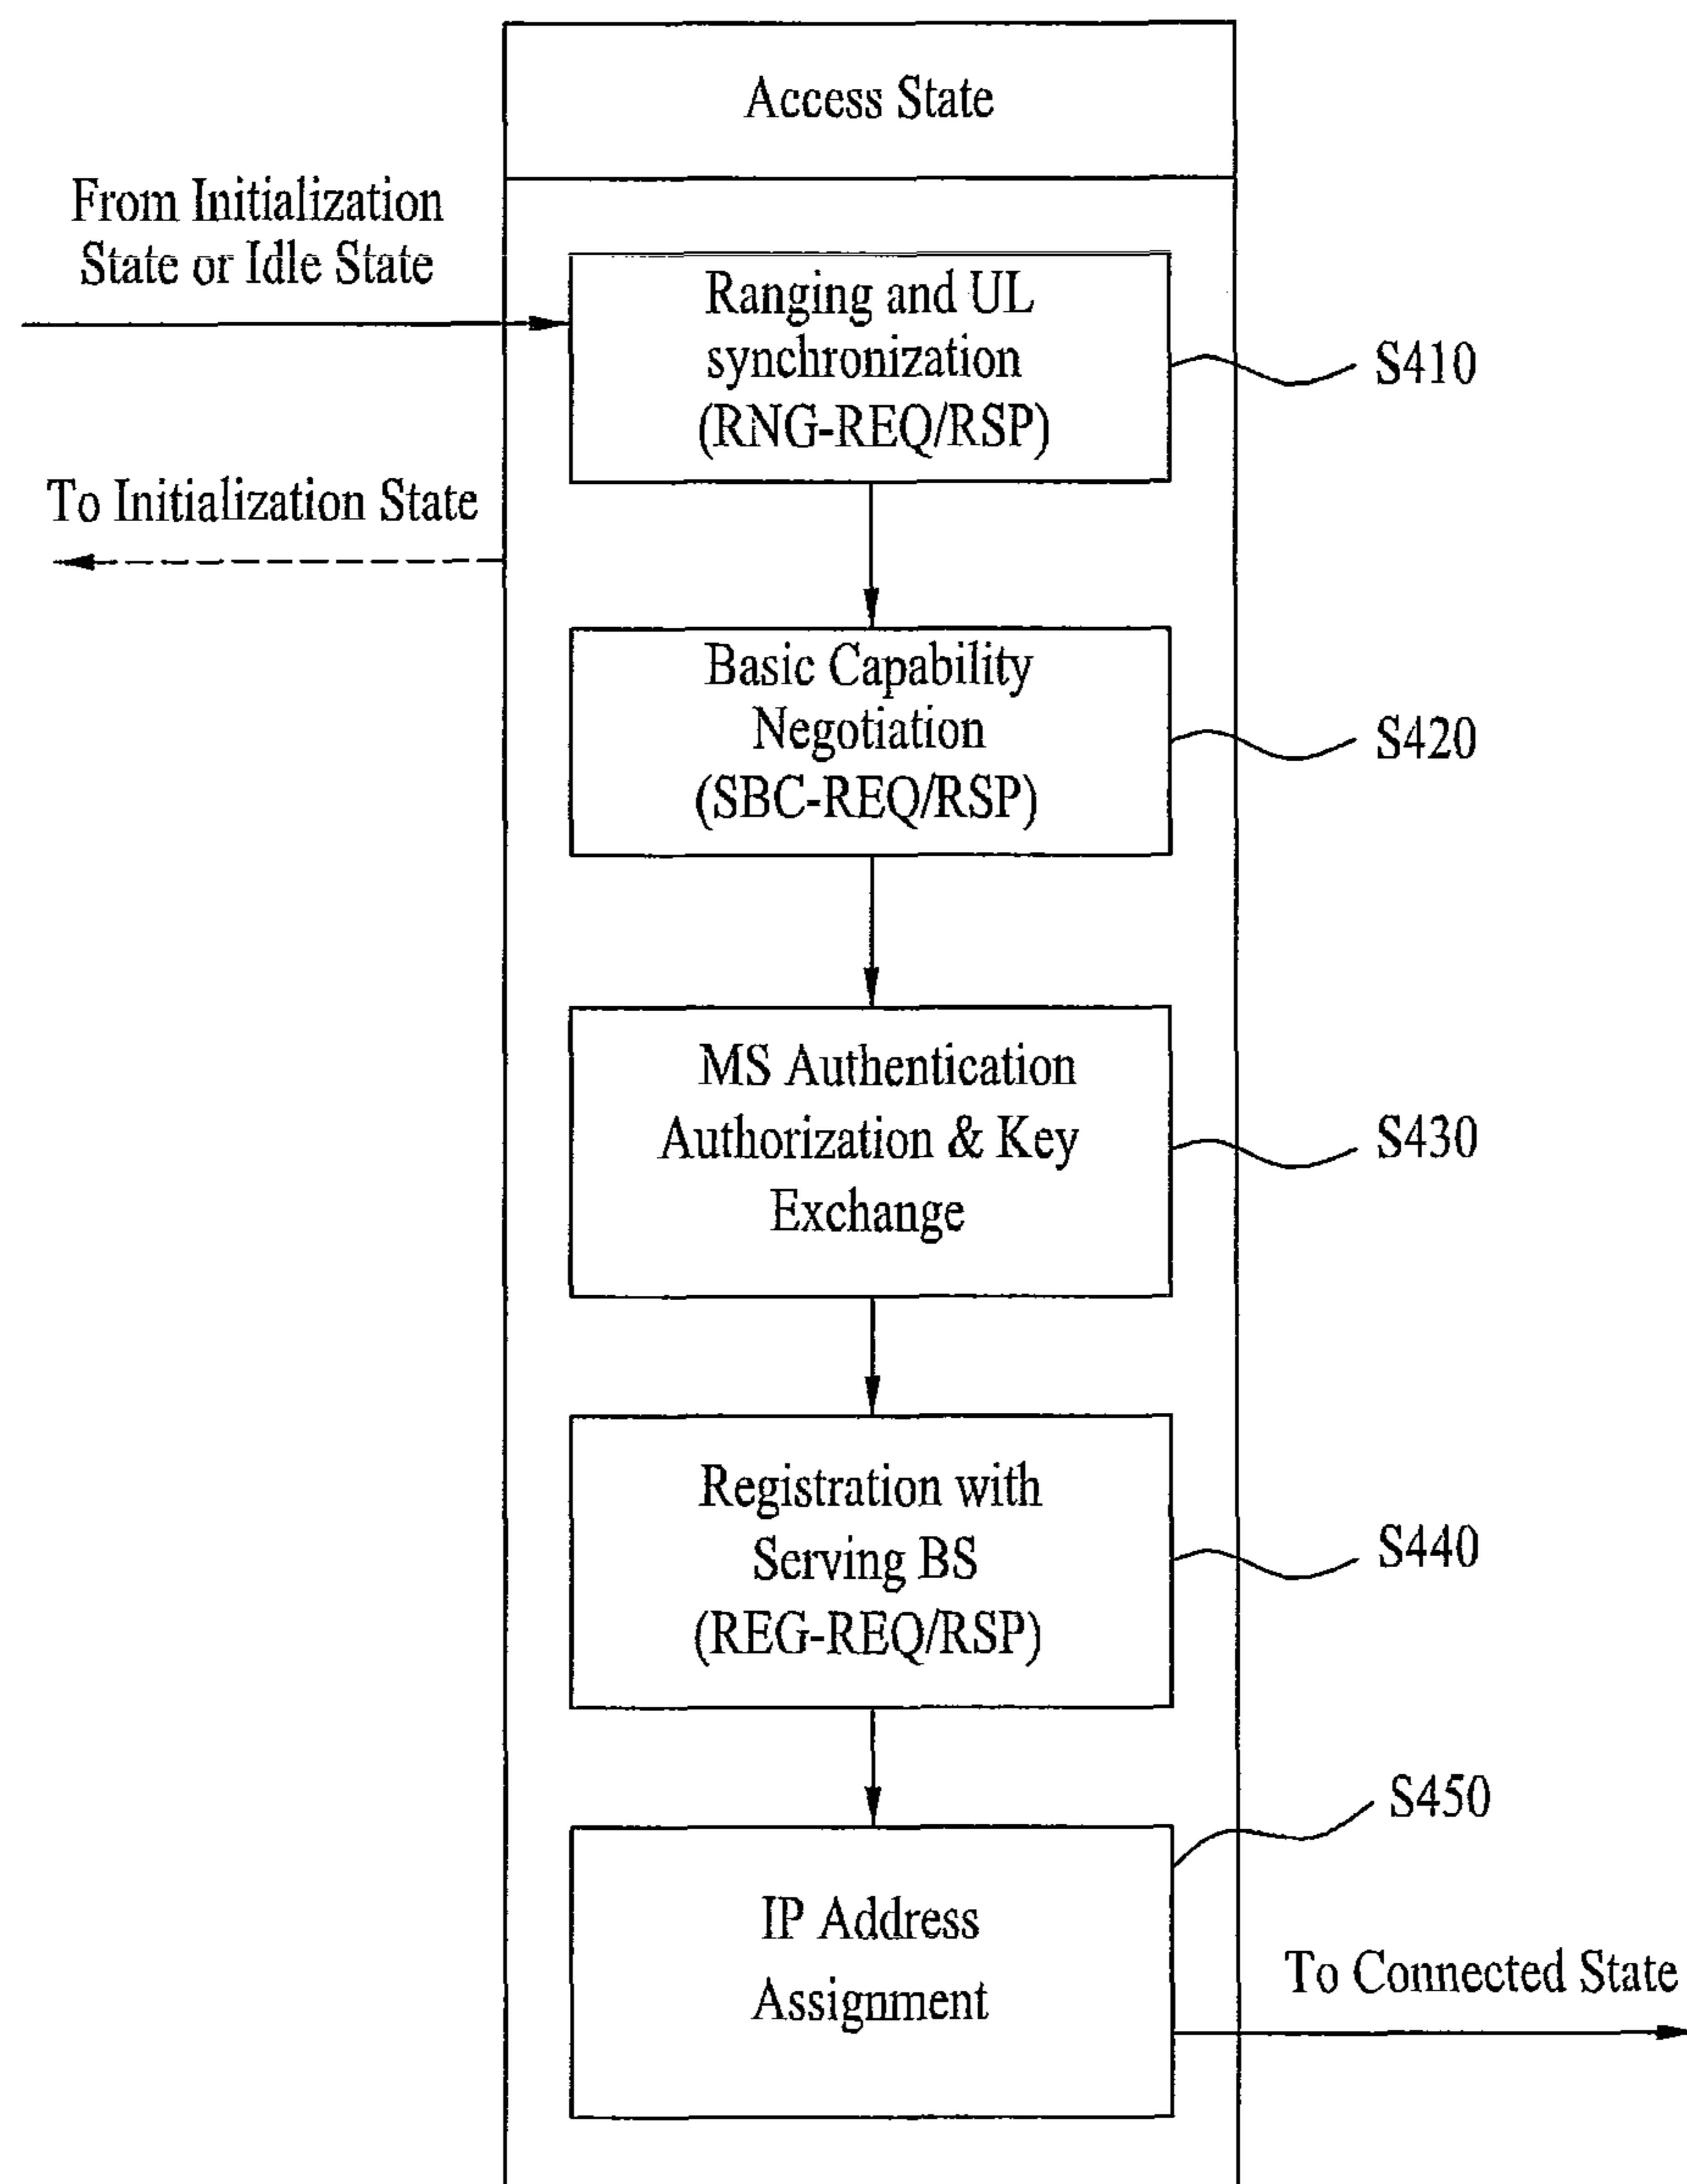 Access State
From Initialization
State or Idle State
Ranging and UL
synchronization
(RNG-REQ/RSP)
S410
To Initialization State
Basic Capability
Negotiation
(SBC-REQ/RSP)
S420
MS Authentication
Authorization & Key
Exchange
S430
Registration with
Serving BS
(REG-REQ/RSP)
S440
S450
IP Address
Assignment
To Connected State